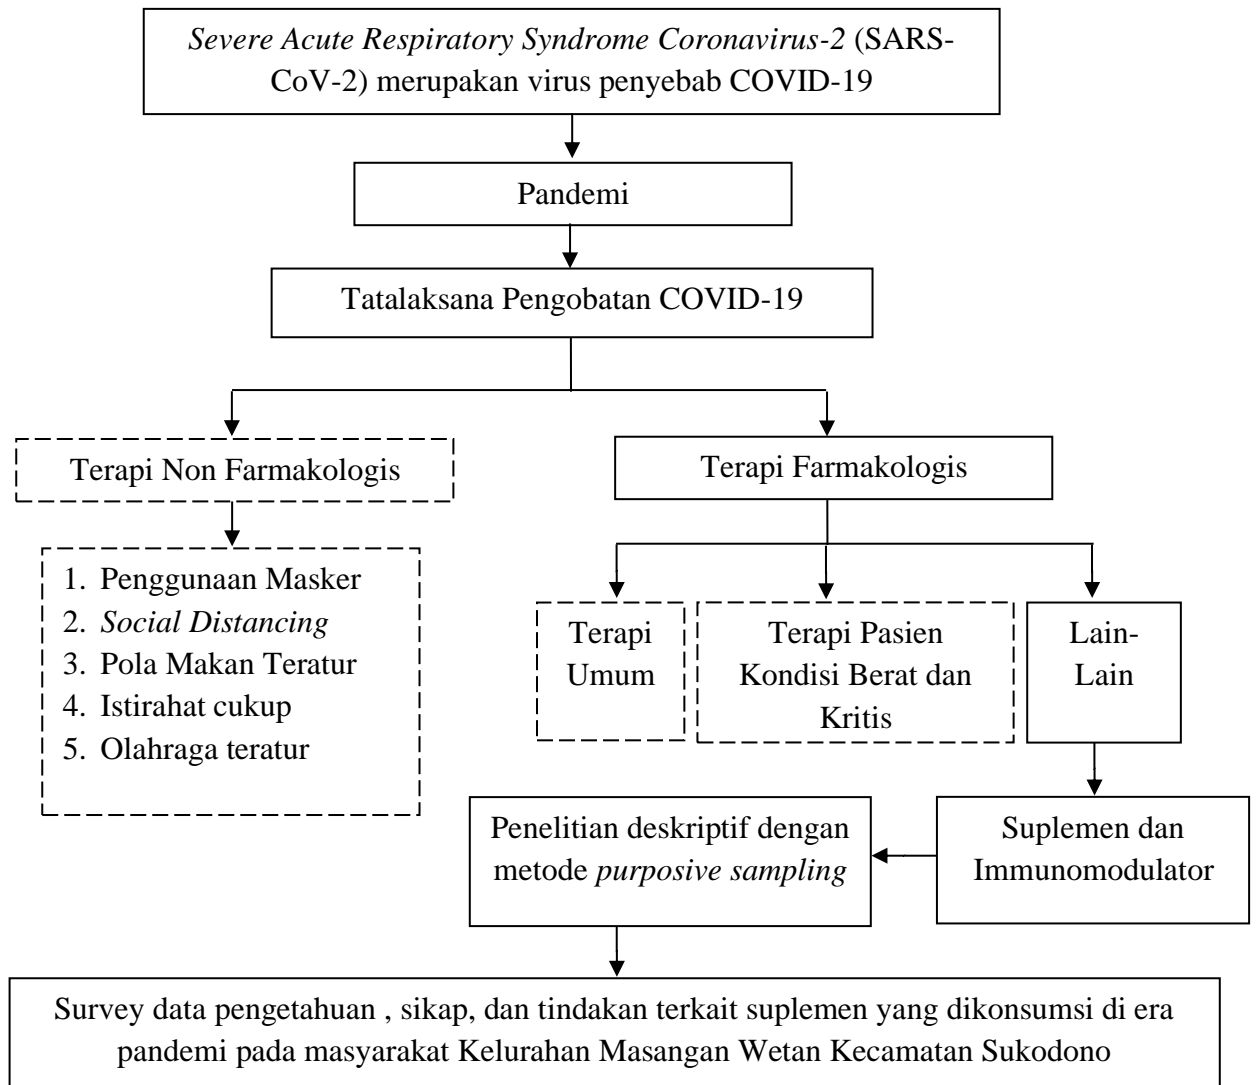 Severe Acute Respiratory Syndrome Coronavirus-2 (SARS-
CoV-2) merupakan virus penyebab COVID-19
Pandemi
Tatalaksana Pengobatan COVID-19
Terapi Non Farmakologis
Terapi Farmakologis
1. Penggunaan Masker
2. Social Distancing
3. Pola Makan Teratur
4. Istirahat cukup
5. Olahraga teratur
Terapi
Umum
Terapi Pasien
Kondisi Berat dan
Kritis
Lain-
Lain
Suplemen dan
Immunomodulator
Penelitian deskriptif dengan
metode purposive sampling
Survey data pengetahuan , sikap, dan tindakan terkait suplemen yang dikonsumsi di era
pandemi pada masyarakat Kelurahan Masangan Wetan Kecamatan Sukodono